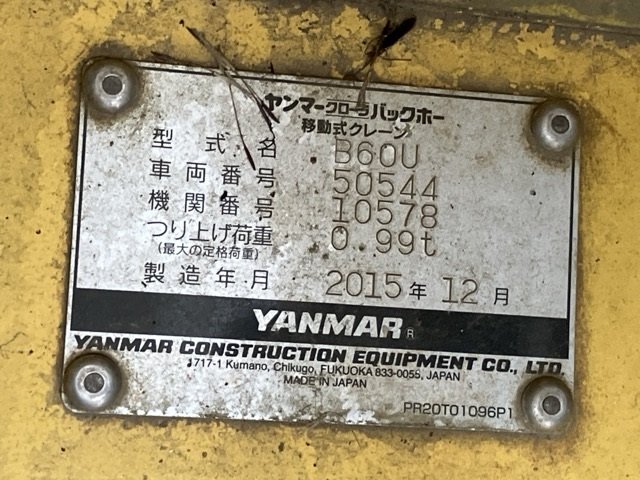 ヤンマークローラバックホー
移動式クレーン
型式名 B60U
車両番号 50544
機関番号 10578
つり上げ荷重 0.99t
(最大の定格荷重)
製造年月 2015年12月
YANMAR R
YANMAR CONSTRUCTION EQUIPMENT CO., LTD.
1717-1 Kumano, Chikugo, FUKUOKA 833-0055, JAPAN
MADE IN JAPAN
PR20T01096P1